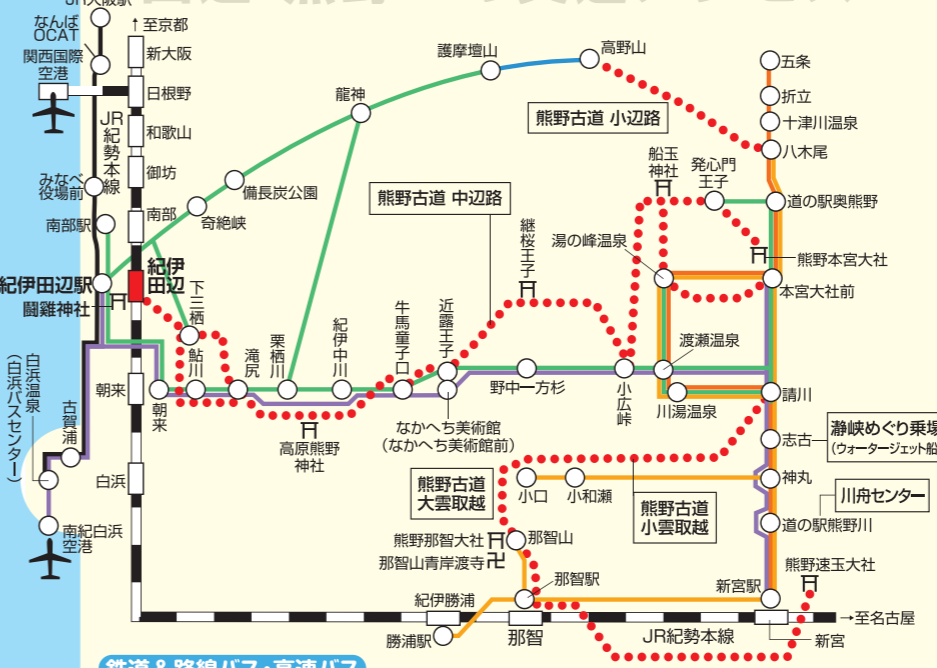 JR大阪駅
なんば
OCAT
関西国際
空港
↑至京都
新大阪
日根野
JR紀勢本線
和歌山
みなべ
役場前
御坊
南部駅
南部
紀伊田辺駅
闘雞神社
紀伊
田辺
白浜温泉
(白浜バスセンター)
古賀浦
南紀白浜
空港
朝来
白浜
護摩壇山
高野山
龍神
備長炭公園
奇絶峡
熊野古道 小辺路
熊野古道 中辺路
五条
折立
十津川温泉
八木尾
船玉
神社
発心門
王子
道の駅奥熊野
熊野本宮大社
湯の峰温泉
本宮大社前
継桜王子
下三栖
朝来
鮎川
滝尻
栗栖川
紀伊中川
牛馬童子口
近露王子
野中一方杉
小広峠
渡瀬温泉
川湯温泉
請川
高原熊野
神社
なかへち美術館
(なかへち美術館前)
志古
瀞峡めぐり乗場
(ウォータージェット船)
熊野古道
大雲取越
小口
小和瀬
熊野古道
小雲取越
神丸
川舟センター
道の駅熊野川
熊野那智大社
那智山青岸渡寺
那智山
那智駅
新宮駅
熊野速玉大社
紀伊勝浦
勝浦駅
那智
JR紀勢本線
新宮
→至名古屋
鉄道&路線バス・高速バス